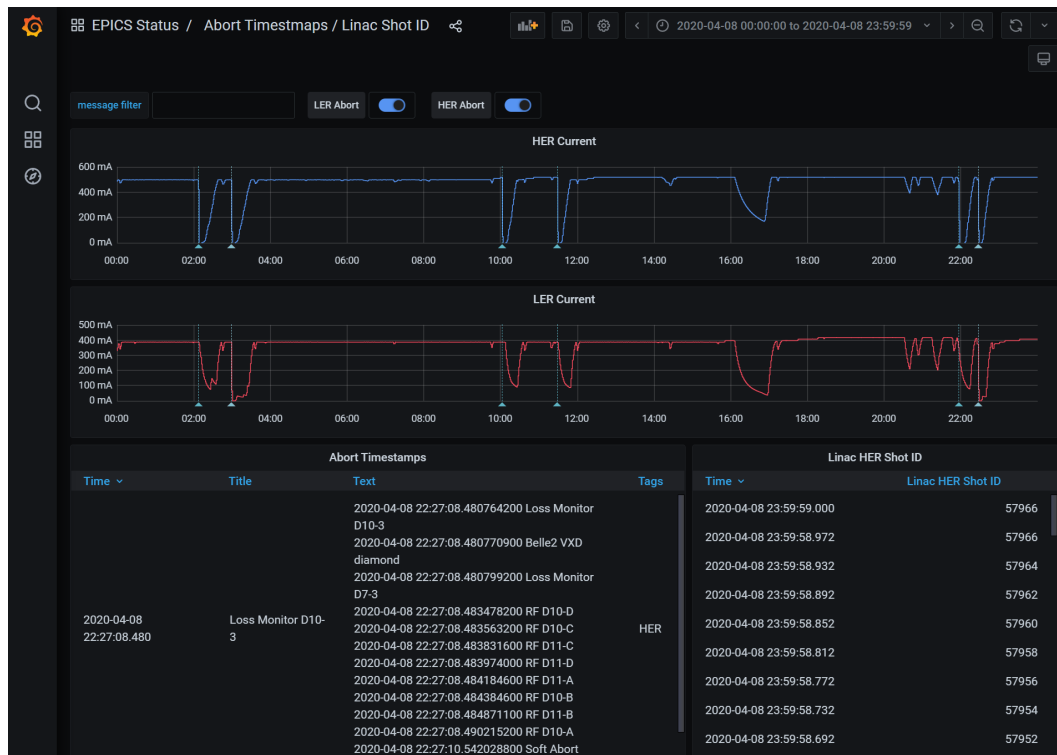 EPICS Status / Abort Timestmaps / Linac Shot ID
2020-04-08 00:00:00 to 2020-04-08 23:59:59
message filter
LER Abort
HER Abort
HER Current
600 mA
400 mA
200 mA
0 mA
00:00 02:00 04:00 06:00 08:00 10:00 12:00 14:00 16:00 18:00 20:00 22:00
LER Current
500 mA
400 mA
300 mA
200 mA
100 mA
0 mA
00:00 02:00 04:00 06:00 08:00 10:00 12:00 14:00 16:00 18:00 20:00 22:00
Abort Timestamps
Time Title Text Tags
2020-04-08
22:27:08.480
Loss Monitor D10-
3
2020-04-08 22:27:08.480764200 Loss Monitor
D10-3
2020-04-08 22:27:08.480770900 Belle2 VXD
diamond
2020-04-08 22:27:08.480799200 Loss Monitor
D7-3
2020-04-08 22:27:08.483478200 RF D10-D
2020-04-08 22:27:08.483563200 RF D10-C
2020-04-08 22:27:08.483831600 RF D11-C
2020-04-08 22:27:08.483974000 RF D11-D
2020-04-08 22:27:08.484184600 RF D11-A
2020-04-08 22:27:08.484384600 RF D10-B
2020-04-08 22:27:08.484871100 RF D11-B
2020-04-08 22:27:08.490215200 RF D10-A
2020-04-08 22:27:10.542028800 Soft Abort
HER
Linac HER Shot ID
Time Linac HER Shot ID
2020-04-08 23:59:59.000 57966
2020-04-08 23:59:58.972 57966
2020-04-08 23:59:58.932 57964
2020-04-08 23:59:58.892 57962
2020-04-08 23:59:58.852 57960
2020-04-08 23:59:58.812 57958
2020-04-08 23:59:58.772 57956
2020-04-08 23:59:58.732 57954
2020-04-08 23:59:58.692 57952